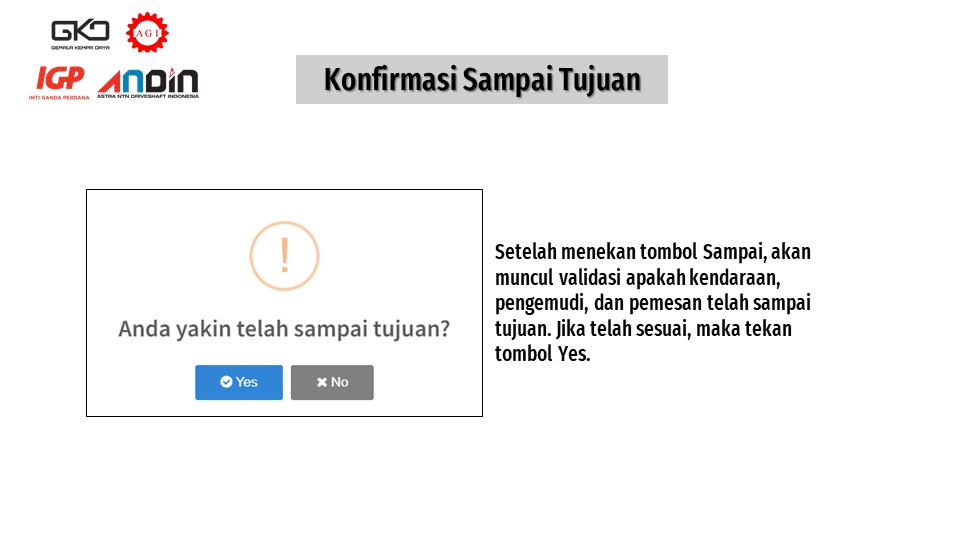 GKD
GEMALA KEMPA DAYA
AGI
IGP
INTI GANDA PERDANA
ANDIN
ASTRA NTN DRIVESHAFT INDONESIA
Konfirmasi Sampai Tujuan
!
Anda yakin telah sampai tujuan?
Yes
No
Setelah menekan tombol Sampai, akan
muncul validasi apakah kendaraan,
pengemudi, dan pemesan telah sampai
tujuan. Jika telah sesuai, maka tekan
tombol Yes.